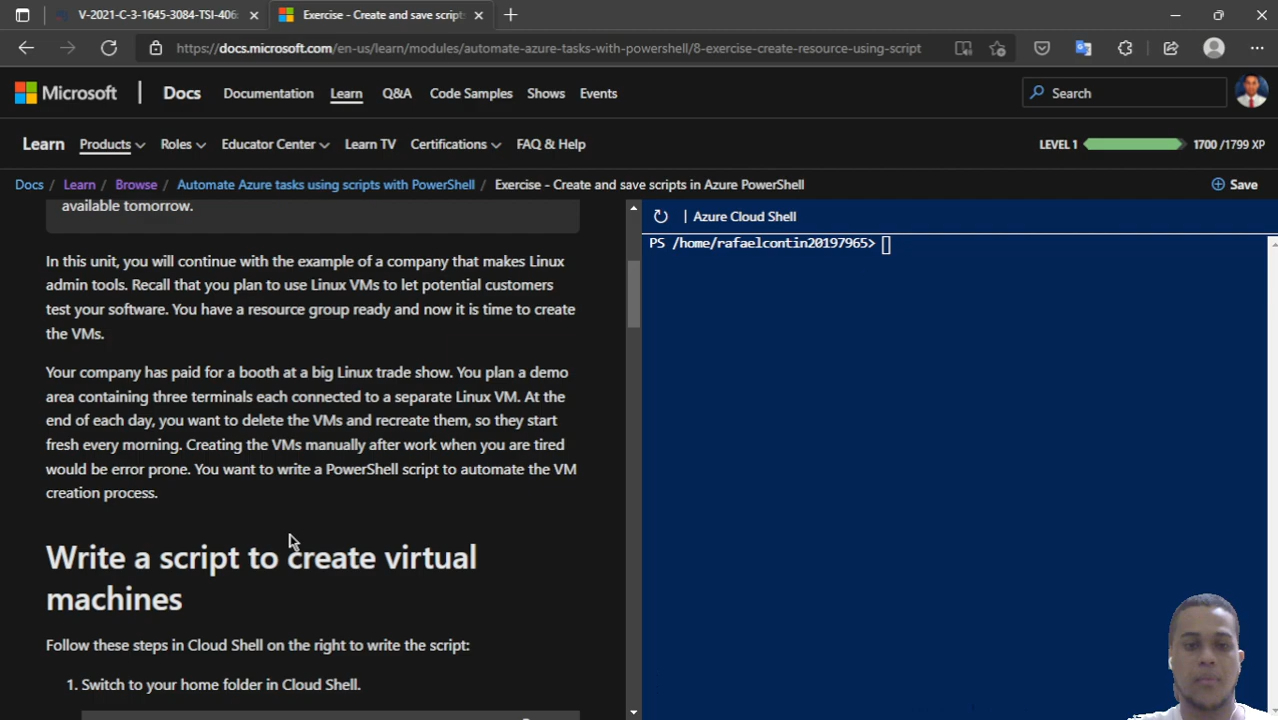 V-2021-C-3-1645-3084-TSI-406
Exercise - Create and save scripts
https://docs.microsoft.com/en-us/learn/modules/automate-azure-tasks-with-powershell/8-exercise-create-resource-using-script
Microsoft
Docs Documentation Learn Q&A Code Samples Shows Events
Search
Learn Products Roles Educator Center Learn TV Certifications FAQ & Help
LEVEL 1 1700 /1799 XP
Docs / Learn / Browse / Automate Azure tasks using scripts with PowerShell / Exercise - Create and save scripts in Azure PowerShell
Save
available tomorrow.
In this unit, you will continue with the example of a company that makes Linux
admin tools. Recall that you plan to use Linux VMs to let potential customers
test your software. You have a resource group ready and now it is time to create
the VMs.
Your company has paid for a booth at a big Linux trade show. You plan a demo
area containing three terminals each connected to a separate Linux VM. At the
end of each day, you want to delete the VMs and recreate them, so they start
fresh every morning. Creating the VMs manually after work when you are tired
would be error prone. You want to write a PowerShell script to automate the VM
creation process.
Write a script to create virtual
machines
Follow these steps in Cloud Shell on the right to write the script:
1. Switch to your home folder in Cloud Shell.
| Azure Cloud Shell
PS /home/rafaelcontin20197965>